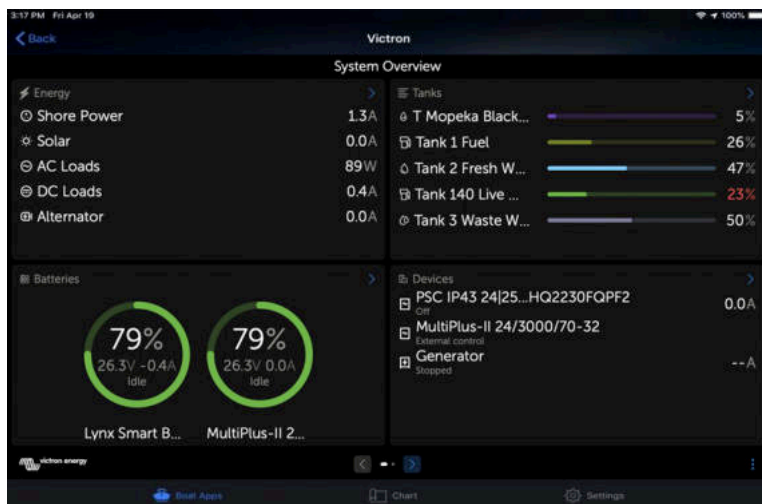 3:17 PM Fri Apr 19
100%
Back
Victron
System Overview
Energy
Shore Power 1.3A
Solar 0.0A
AC Loads 89W
DC Loads 0.4A
Alternator 0.0A
Tanks
T Mopeka Black... 5%
Tank 1 Fuel 26%
Tank 2 Fresh W... 47%
Tank 140 Live ... 23%
Tank 3 Waste W... 50%
Batteries
79%
26.3V -0.4A
Idle
Lynx Smart B...
79%
26.3V 0.0A
Idle
MultiPlus-II 2...
Devices
PSC IP43 24|25...HQ2230FQPF2 0.0A
Off
MultiPlus-II 24/3000/70-32
External control
Generator --A
Stopped
victron energy
Boat Apps
Chart
Settings